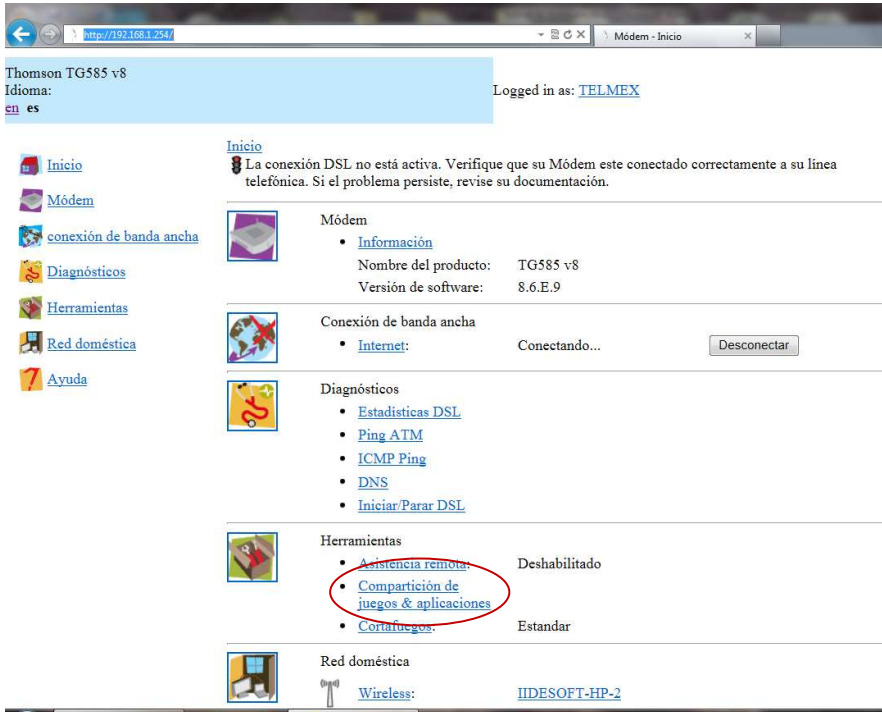 http://192.168.1.254/
Módem - Inicio
Thomson TG585 v8
Idioma:
en es
Logged in as: TELMEX
Inicio
Módem
conexión de banda ancha
Diagnósticos
Herramientas
Red doméstica
Ayuda
Inicio
La conexión DSL no está activa. Verifique que su Módem este conectado correctamente a su línea
telefónica. Si el problema persiste, revise su documentación.
Módem
Información
Nombre del producto: TG585 v8
Versión de software: 8.6.E.9
Conexión de banda ancha
Internet: Conectando... Desconectar
Diagnósticos
Estadísticas DSL
Ping ATM
ICMP Ping
DNS
Iniciar/Parar DSL
Herramientas
Asistencia remota: Deshabilitado
Compartición de
juegos & aplicaciones
Cortafuegos: Estandar
Red doméstica
Wireless: IIDESOFT-HP-2